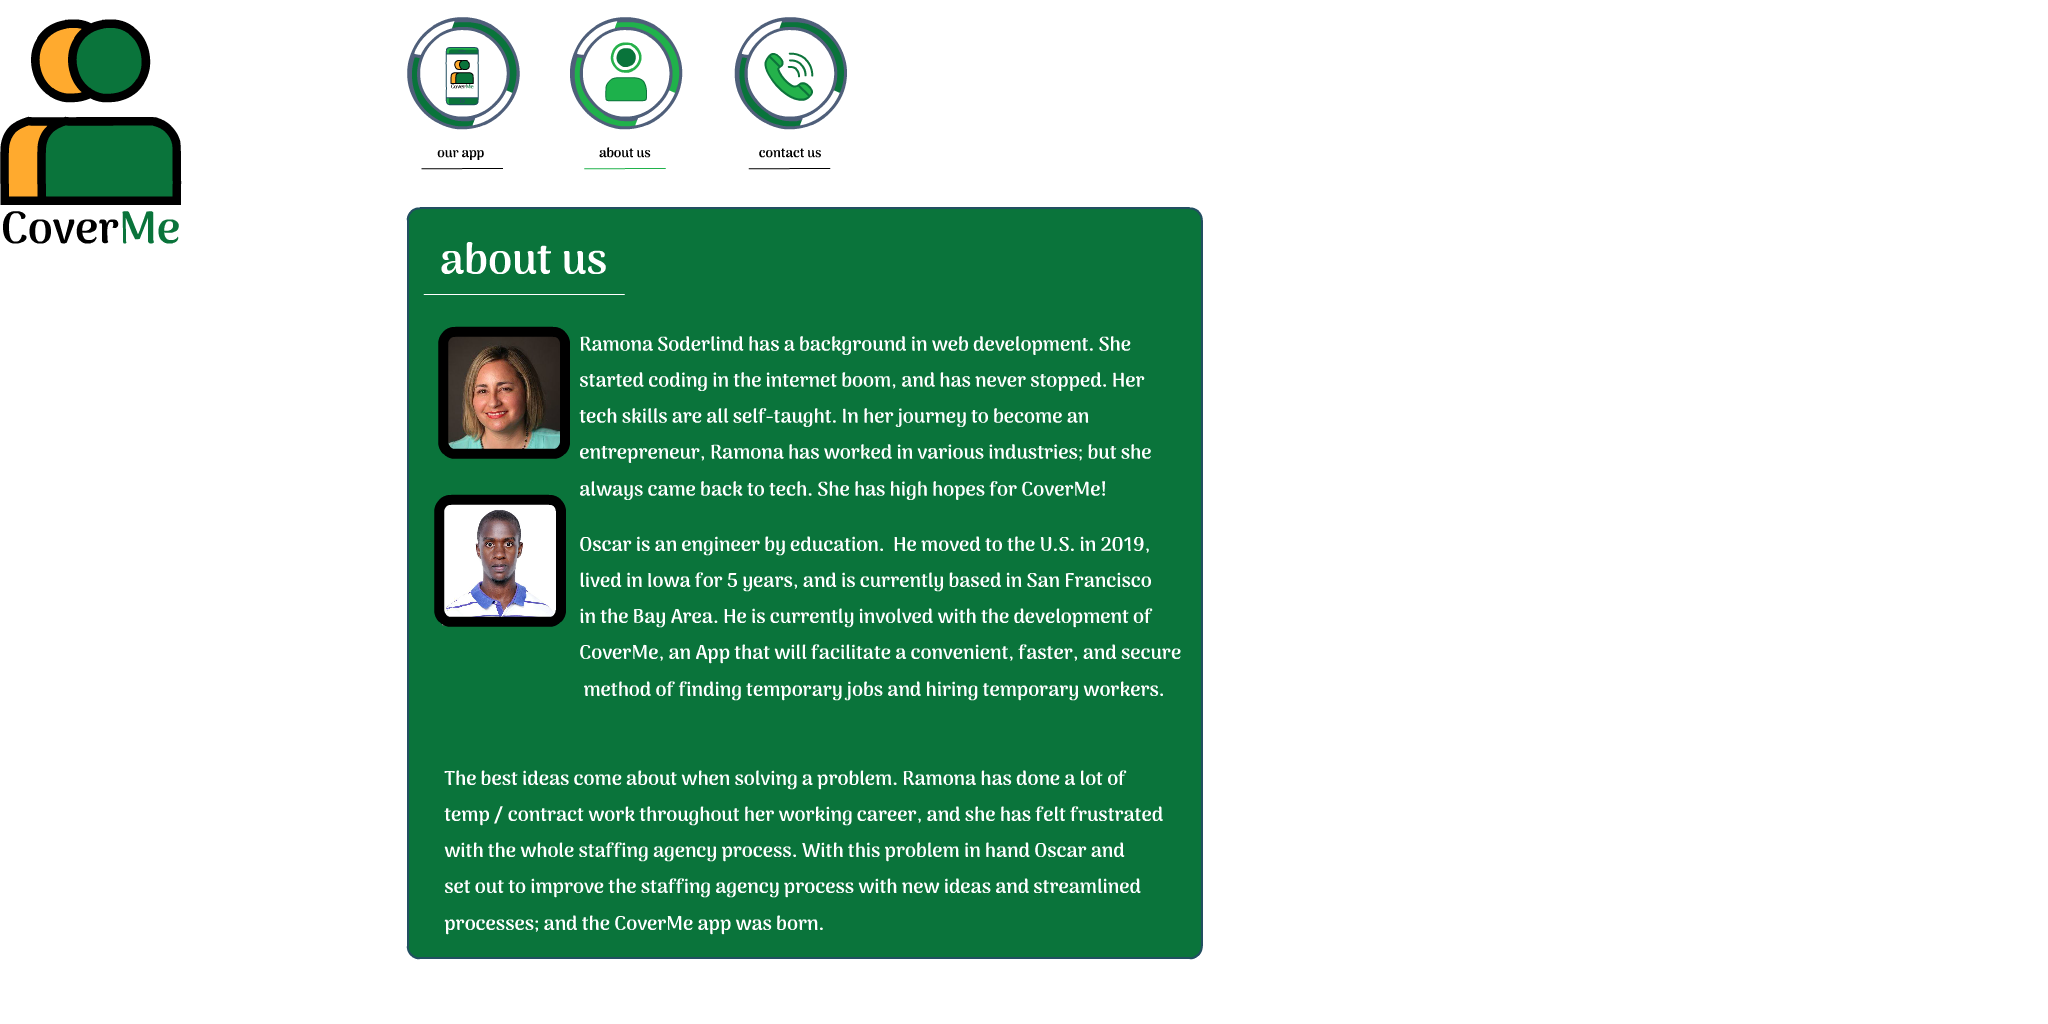 CoverMe
CoverMe
our app
about us
contact us
about us
Ramona Soderlind has a background in web development. She
started coding in the internet boom, and has never stopped. Her
tech skills are all self-taught. In her journey to become an
entrepreneur, Ramona has worked in various industries; but she
always came back to tech. She has high hopes for CoverMe!
Oscar is an engineer by education.  He moved to the U.S. in 2019,
lived in Iowa for 5 years, and is currently based in San Francisco
in the Bay Area. He is currently involved with the development of
CoverMe, an App that will facilitate a convenient, faster, and secure
method of finding temporary jobs and hiring temporary workers.
The best ideas come about when solving a problem. Ramona has done a lot of
temp / contract work throughout her working career, and she has felt frustrated
with the whole staffing agency process. With this problem in hand Oscar and
set out to improve the staffing agency process with new ideas and streamlined
processes; and the CoverMe app was born.